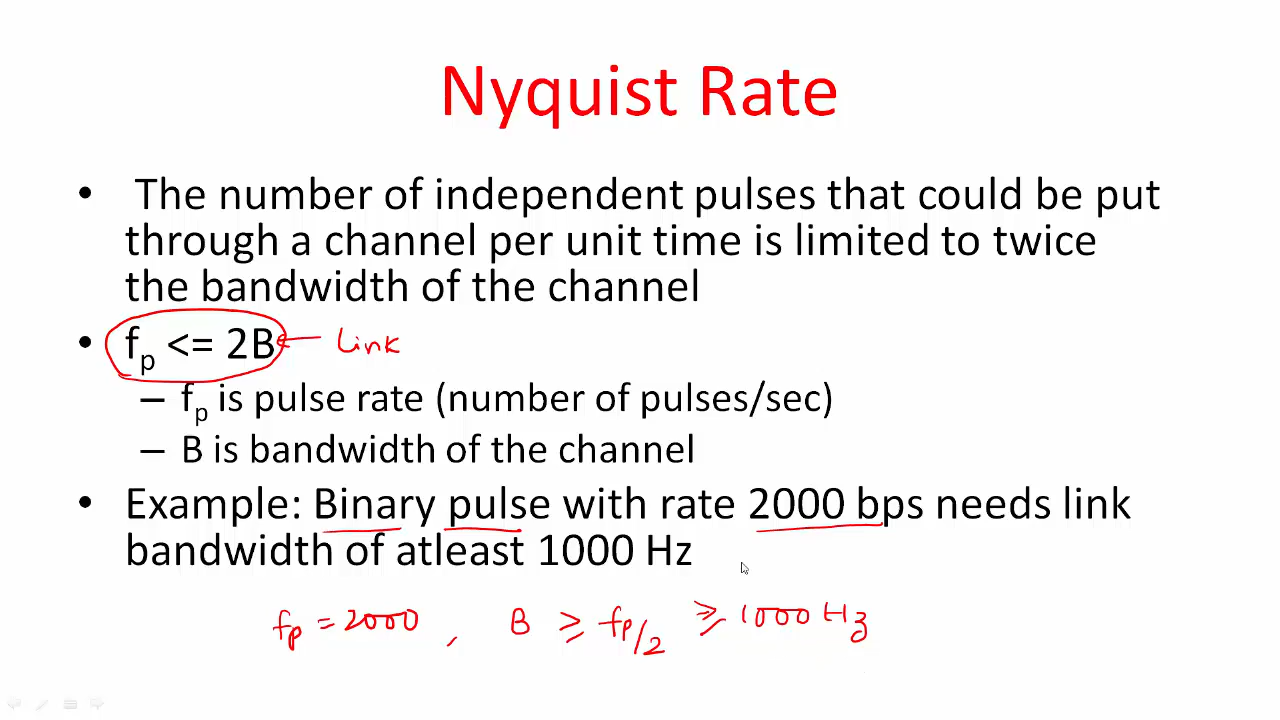 Nyquist Rate
• The number of independent pulses that could be put
through a channel per unit time is limited to twice
the bandwidth of the channel
• fp <= 2B ← Link
– fp is pulse rate (number of pulses/sec)
– B is bandwidth of the channel
• Example: Binary pulse with rate 2000 bps needs link
bandwidth of atleast 1000 Hz
fp = 2000 , B ≥ fp/2 ≥ 1000 Hz